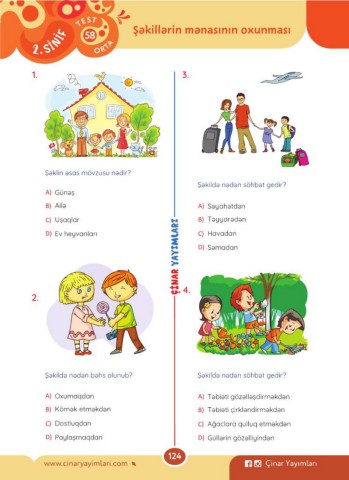 2. SİNİF
TEST
58
ORTA
Şəkillərin mənasının oxunması
1.
Şəklin əsas mövzusu nədir?
A) Günəş
B) Ailə
C) Uşaqlar
D) Ev heyvanları
2.
Şəkildə nədən bəhs olunub?
A) Oxumaqdan
B) Kömək etməkdən
C) Dostluqdan
D) Paylaşmaqdan
ÇİNAR YAYIMLARI
3.
Şəkildə nədən söhbət gedir?
A) Səyahətdən
B) Təyyarədən
C) Havadan
D) Səmadan
4.
Şəkildə nədən söhbət gedir?
A) Təbiəti gözəlləşdirməkdən
B) Təbiəti çirkləndirməkdən
C) Ağaclara qulluq etməkdən
D) Güllərin gözəlliyindən
www.cinaryayimlari.com
124
Çinar Yayımları